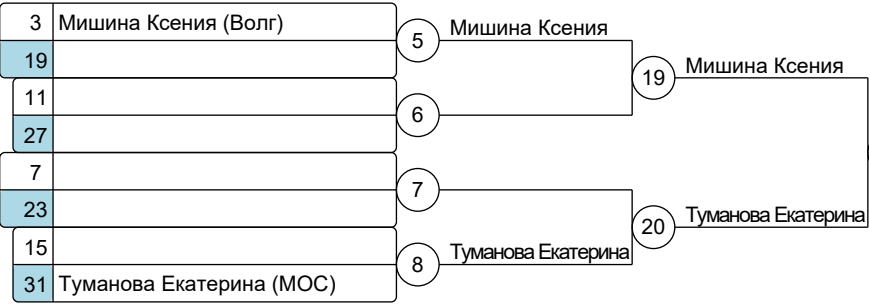 3 Мишина Ксения (Волг)
19
5 Мишина Ксения
19 Мишина Ксения
11
27
6
7
23
7
20 Туманова Екатерина
15
31 Туманова Екатерина (МОС)
8 Туманова Екатерина